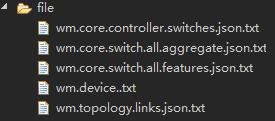 file
wm.core.controller.switches.json.txt
wm.core.switch.all.aggregate.json.txt
wm.core.switch.all.features.json.txt
wm.device..txt
wm.topology.links.json.txt